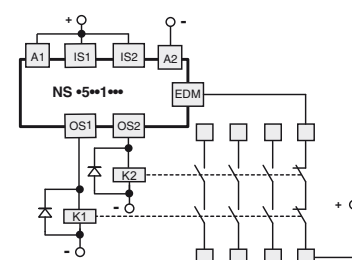 + -
A1 IS1 IS2 A2
NS •5••1•••
EDM
OS1 OS2
K2
- +
K1
-